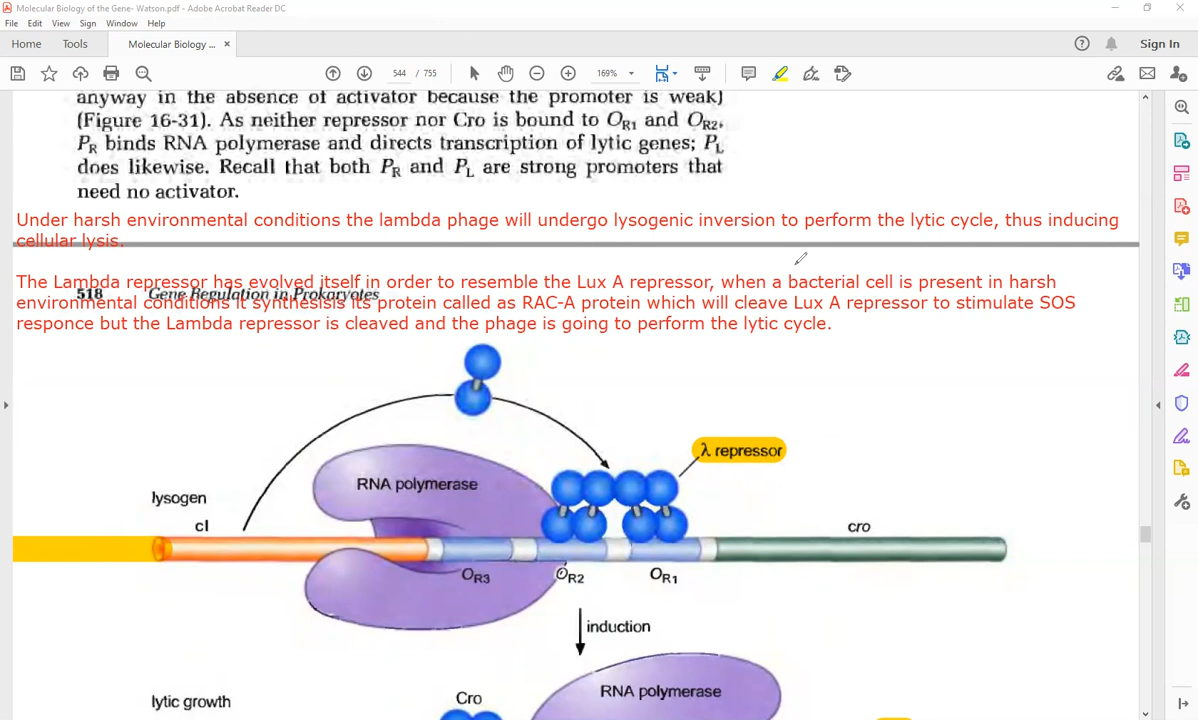 Molecular Biology of the Gene- Watson.pdf - Adobe Acrobat Reader DC
File Edit View Sign Window Help
Home Tools Molecular Biology ... × Sign In
544 / 755 169%
anyway in the absence of activator because the promoter is weak)
(Figure 16-31). As neither repressor nor Cro is bound to OR1 and OR2,
PR binds RNA polymerase and directs transcription of lytic genes; PL
does likewise. Recall that both PR and PL are strong promoters that
need no activator.
Under harsh environmental conditions the lambda phage will undergo lysogenic inversion to perform the lytic cycle, thus inducing
cellular lysis.
The Lambda repressor has evolved itself in order to resemble the Lux A repressor, when a bacterial cell is present in harsh
518 Gene Regulation in Prokaryotes
environmental conditions it synthesisis its protein called as RAC-A protein which will cleave Lux A repressor to stimulate SOS
responce but the Lambda repressor is cleaved and the phage is going to perform the lytic cycle.
λ repressor
RNA polymerase
lysogen
cI
cro
OR3 OR2 OR1
induction
RNA polymerase
Cro
lytic growth